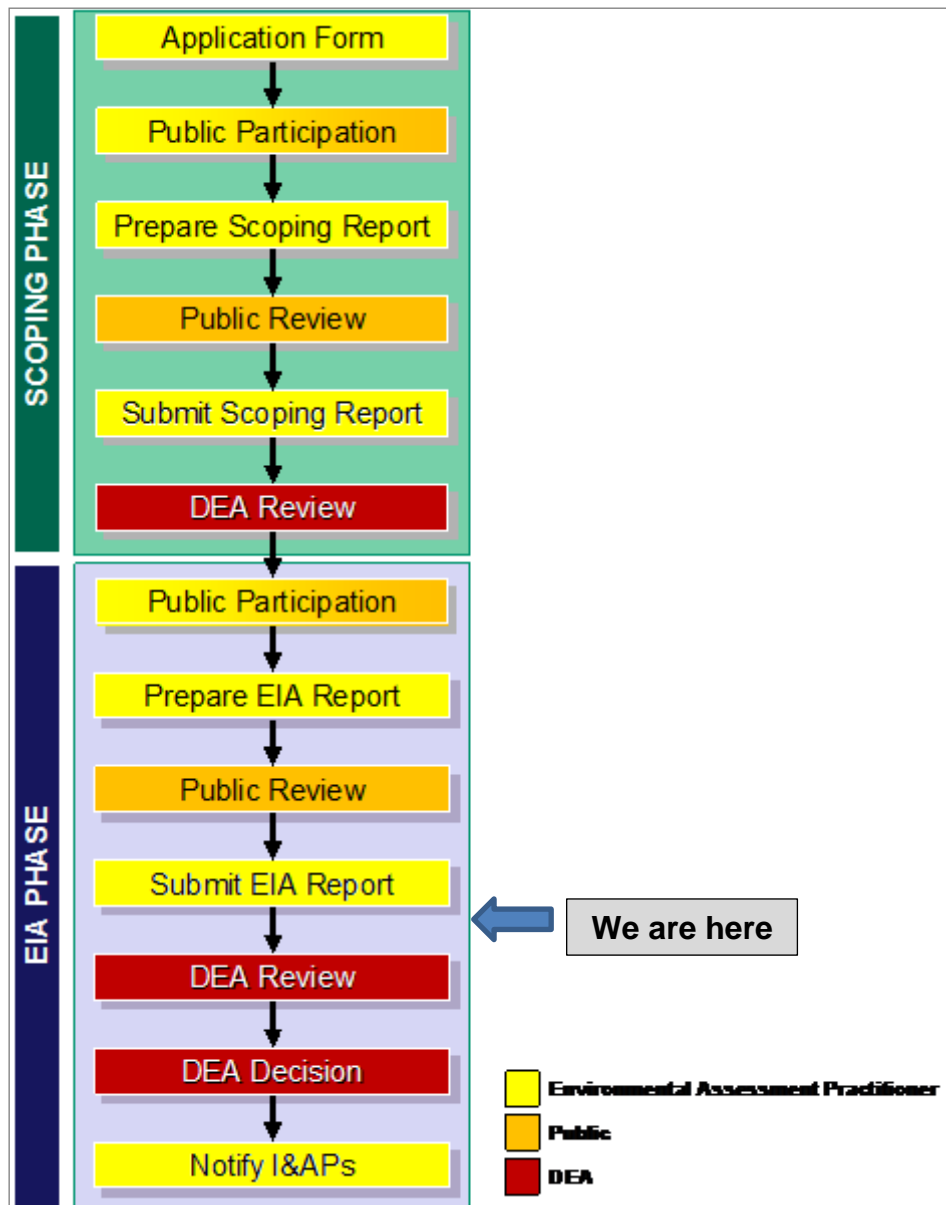 SCOPING PHASE
Application Form
Public Participation
Prepare Scoping Report
Public Review
Submit Scoping Report
DEA Review
EIA PHASE
Public Participation
Prepare EIA Report
Public Review
Submit EIA Report
We are here
DEA Review
DEA Decision
Notify I&APs
Environmental Assessment Practitioner
Public
DEA